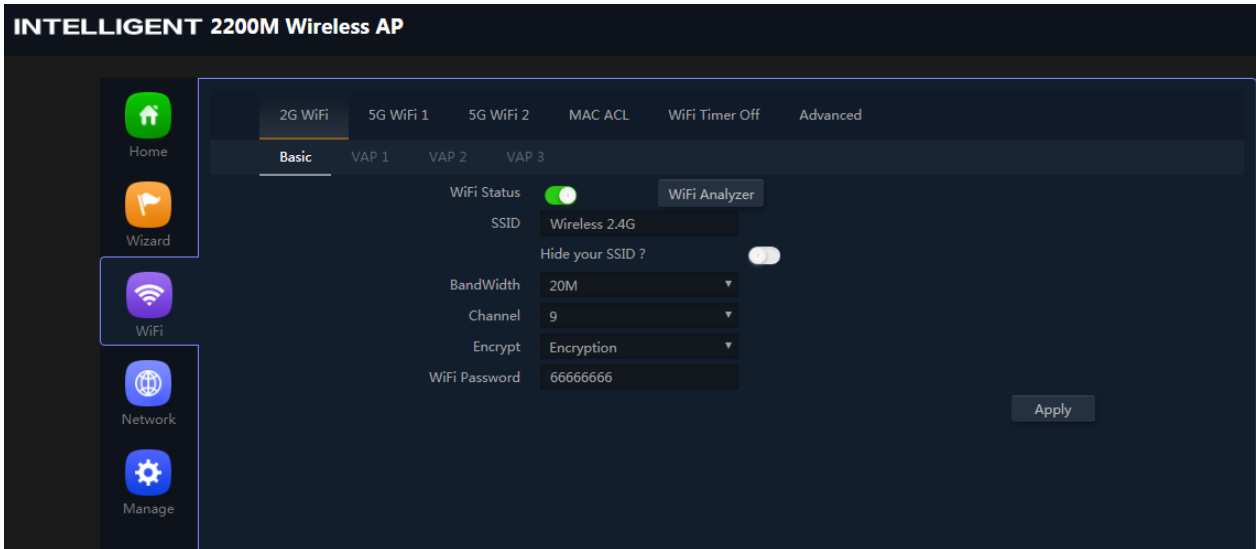 INTELLIGENT 2200M Wireless AP
Home
Wizard
WiFi
Network
Manage
2G WiFi 5G WiFi 1 5G WiFi 2 MAC ACL WiFi Timer Off Advanced
Basic VAP 1 VAP 2 VAP 3
WiFi Status WiFi Analyzer
SSID Wireless 2.4G
Hide your SSID ?
BandWidth 20M
Channel 9
Encrypt Encryption
WiFi Password 66666666
Apply